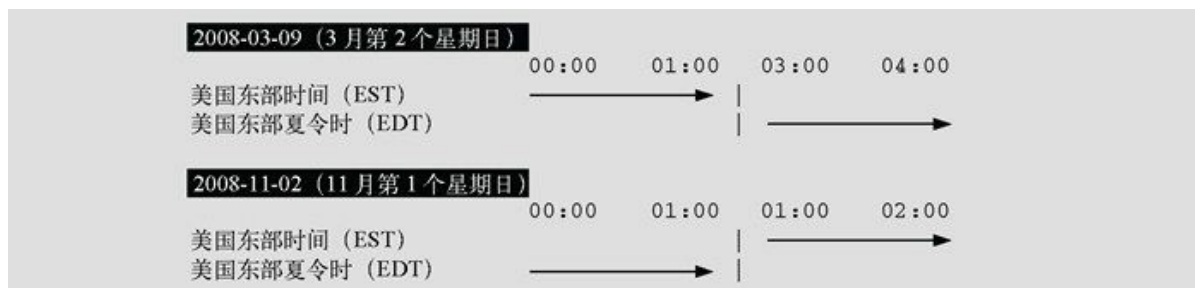 2008-03-09（3 月第 2 个星期日）
00:00 01:00 03:00 04:00
美国东部时间（EST）
美国东部夏令时（EDT）
2008-11-02（11 月第 1 个星期日）
00:00 01:00 01:00 02:00
美国东部时间（EST）
美国东部夏令时（EDT）